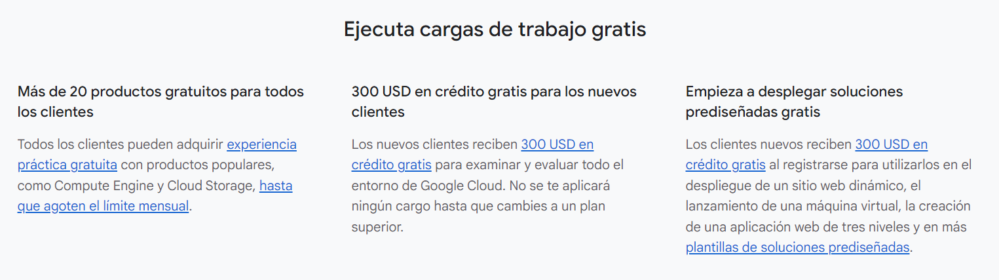 Ejecuta cargas de trabajo gratis
Más de 20 productos gratuitos para todos
los clientes
Todos los clientes pueden adquirir experiencia
práctica gratuita con productos populares,
como Compute Engine y Cloud Storage, hasta
que agoten el límite mensual.
300 USD en crédito gratis para los nuevos
clientes
Los nuevos clientes reciben 300 USD en
crédito gratis para examinar y evaluar todo el
entorno de Google Cloud. No se te aplicará
ningún cargo hasta que cambies a un plan
superior.
Empieza a desplegar soluciones
prediseñadas gratis
Los clientes nuevos reciben 300 USD en
crédito gratis al registrarse para utilizarlos en el
despliegue de un sitio web dinámico, el
lanzamiento de una máquina virtual, la creación
de una aplicación web de tres niveles y en más
plantillas de soluciones prediseñadas.